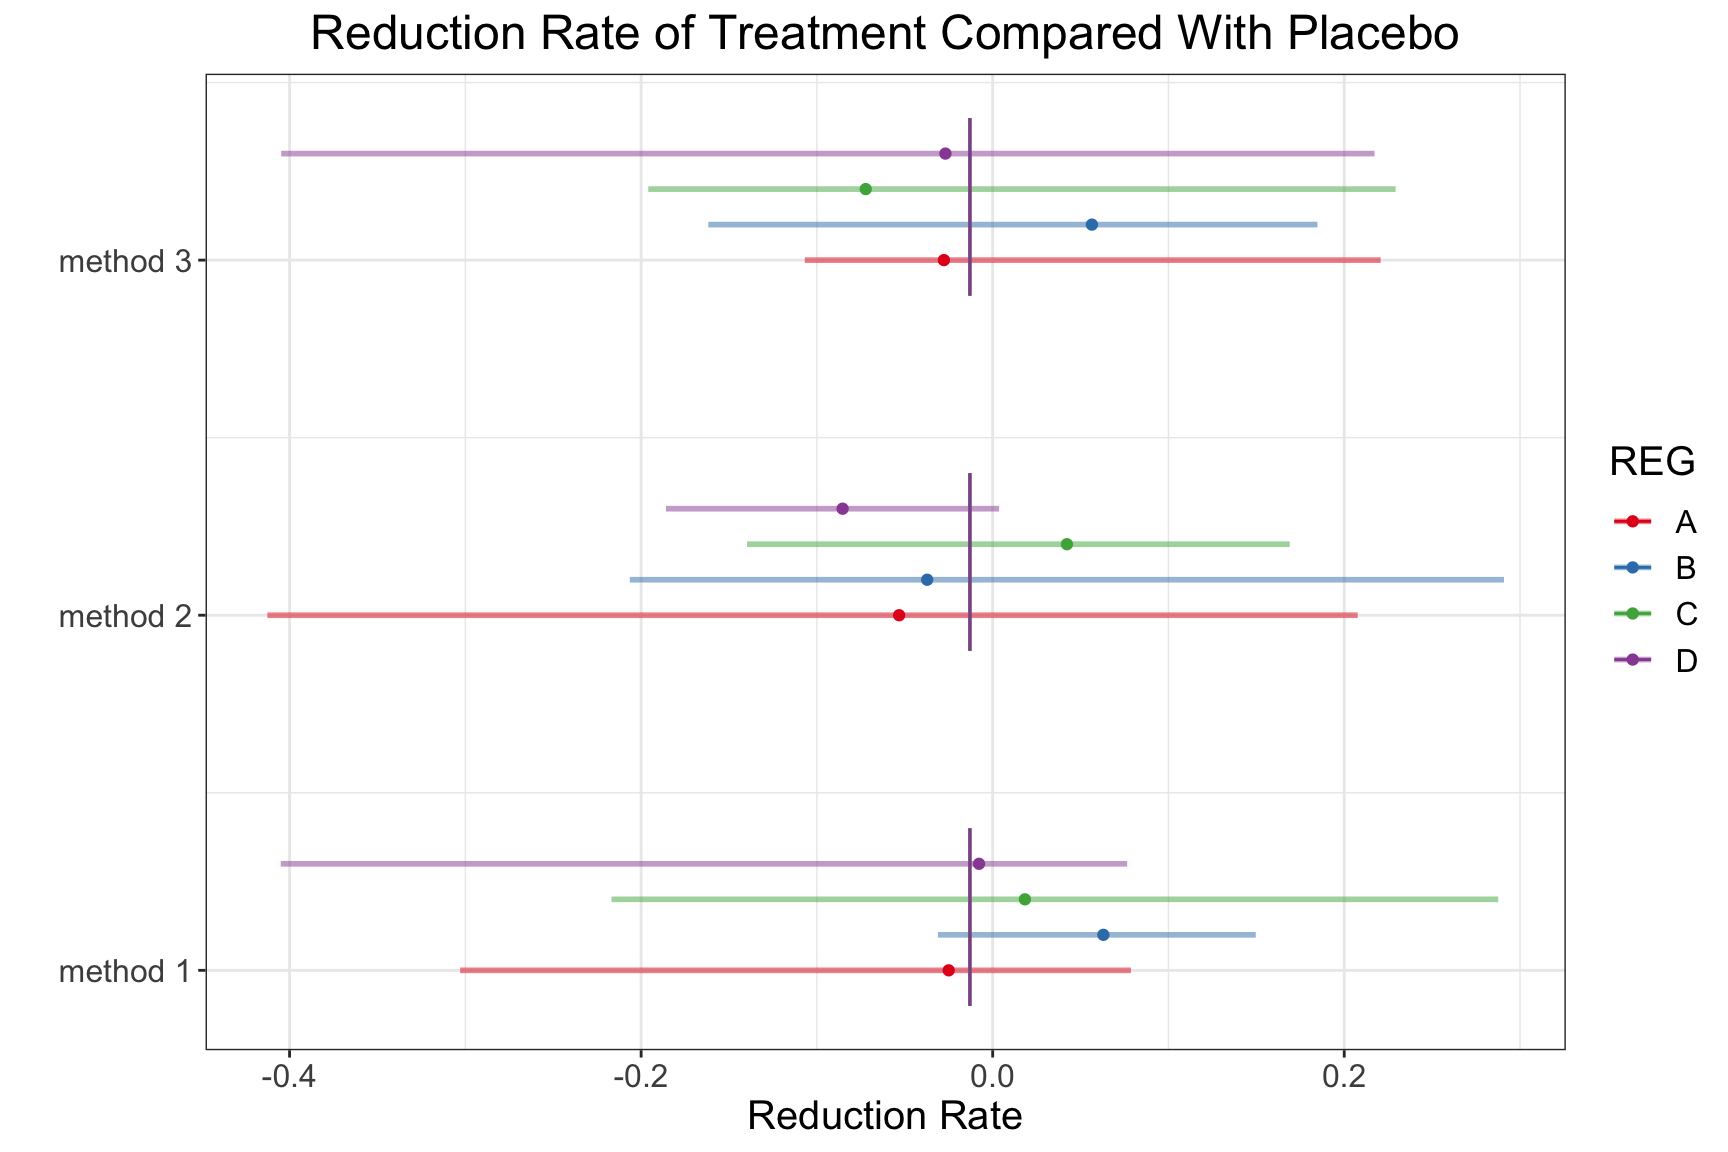 Reduction Rate of Treatment Compared With Placebo
method 3
method 2
method 1
-0.4 -0.2 0.0 0.2
Reduction Rate
REG
A
B
C
D